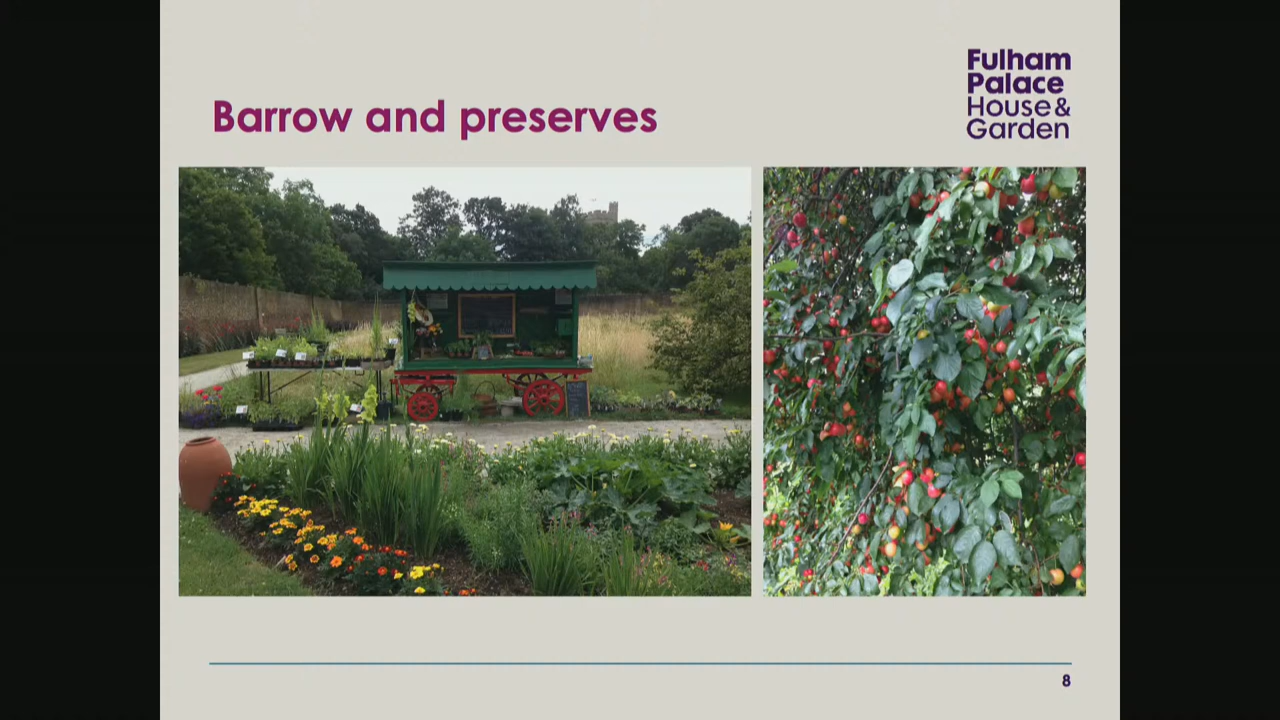 Barrow and preserves
Fulham
Palace
House &
Garden
8